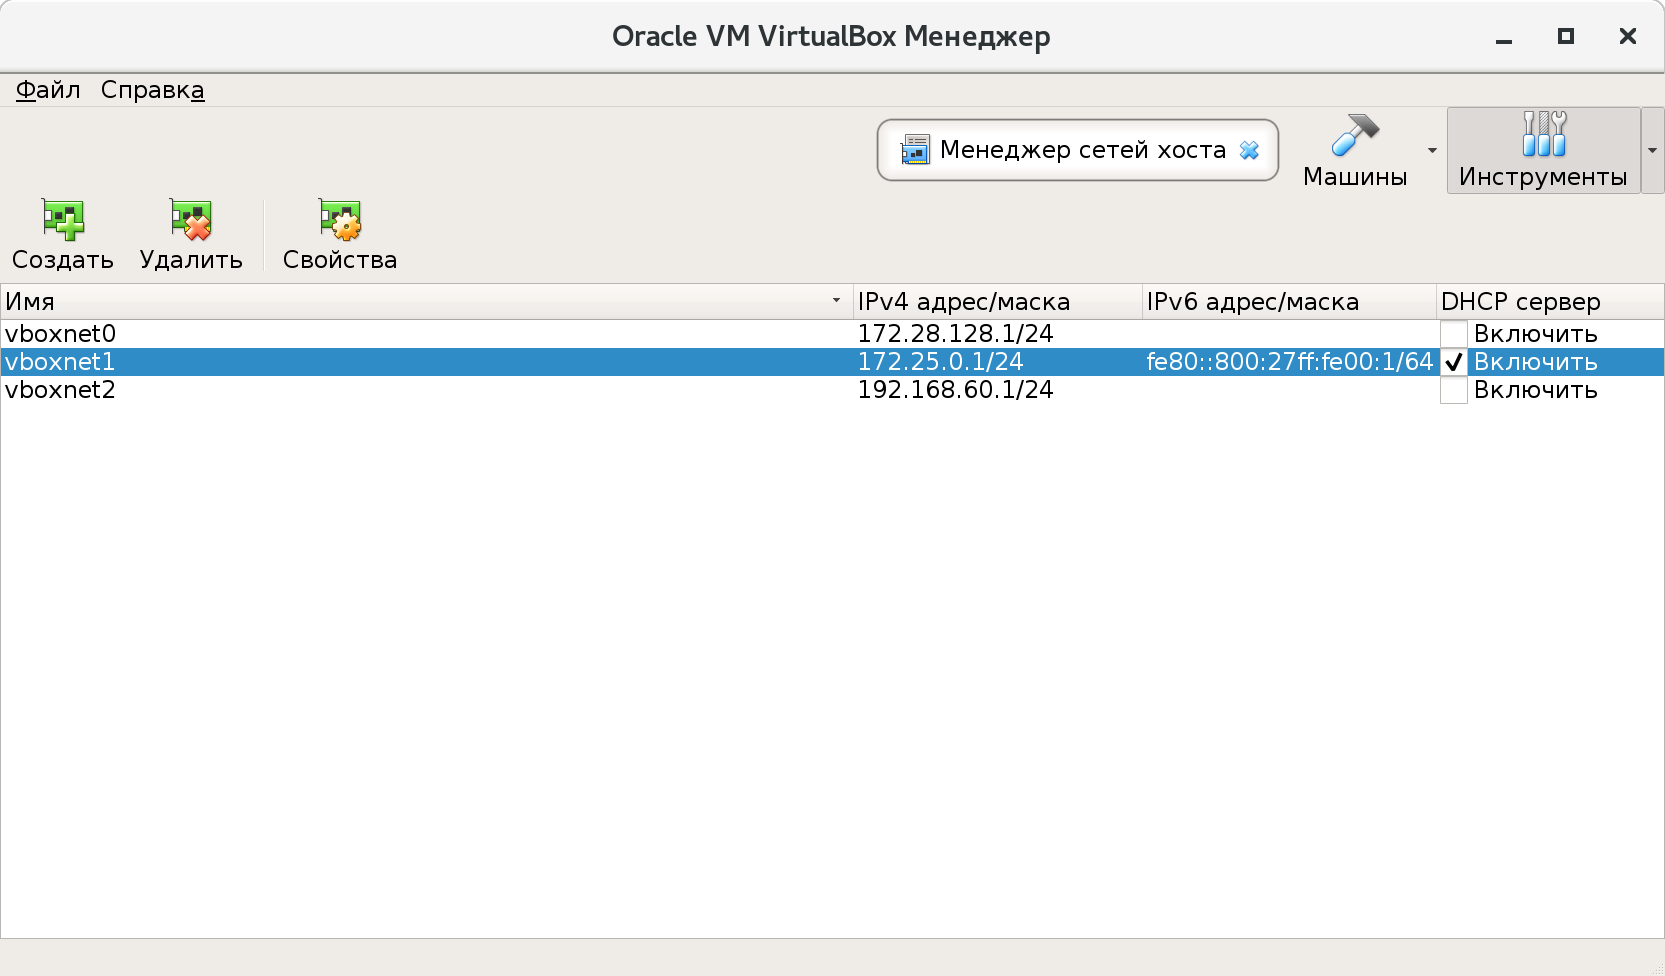 Oracle VM VirtualBox Менеджер
Файл Справка
Менеджер сетей хоста Машины Инструменты
Создать Удалить Свойства
Имя IPv4 адрес/маска IPv6 адрес/маска DHCP сервер
vboxnet0 172.28.128.1/24 Включить
vboxnet1 172.25.0.1/24 fe80::800:27ff:fe00:1/64 Включить
vboxnet2 192.168.60.1/24 Включить